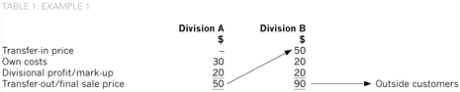 TABLE 1: EXAMPLE 1
Division A Division B
$ $
Transfer-in price – 50
Own costs 30 20
Divisional profit/mark-up 20 20
Transfer-out/final sale price 50 90 Outside customers